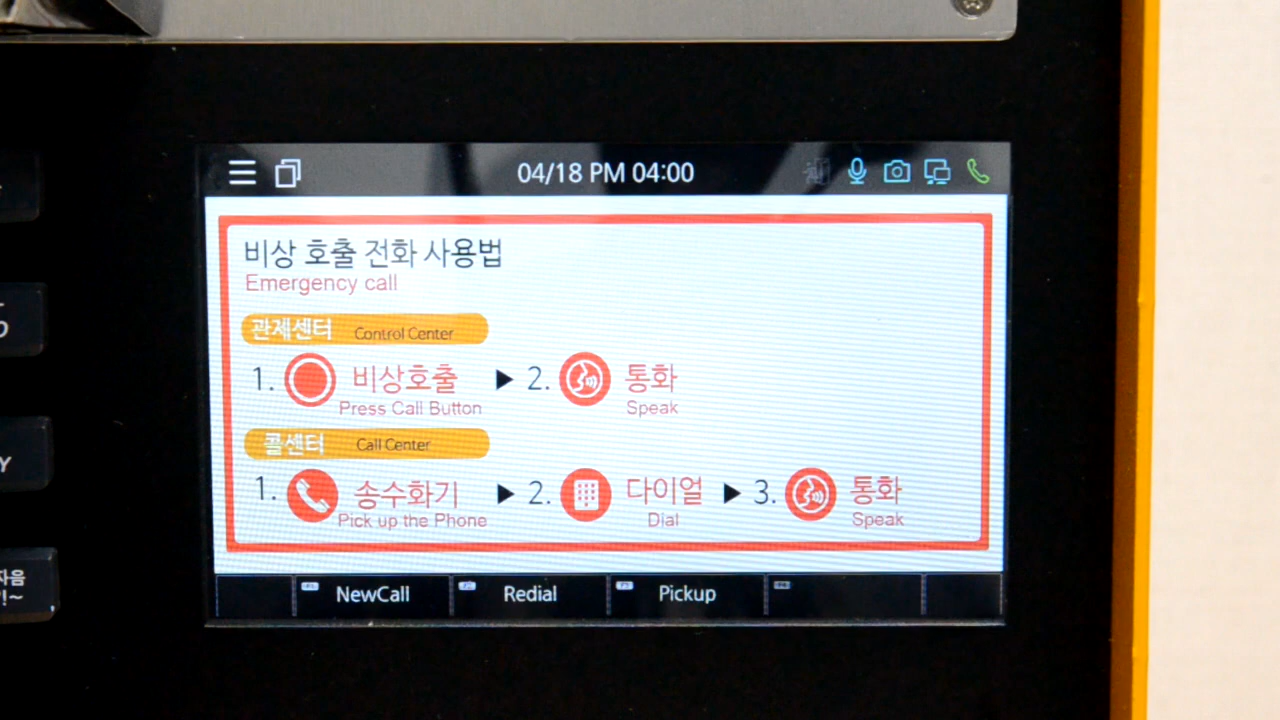 04/18 PM 04:00
비상 호출 전화 사용법
Emergency call
관제센터 Control Center
1. 비상호출 ▶ 2. 통화
Press Call Button Speak
콜센터 Call Center
1. 송수화기 ▶ 2. 다이얼 ▶ 3. 통화
Pick up the Phone Dial Speak
NewCall Redial Pickup